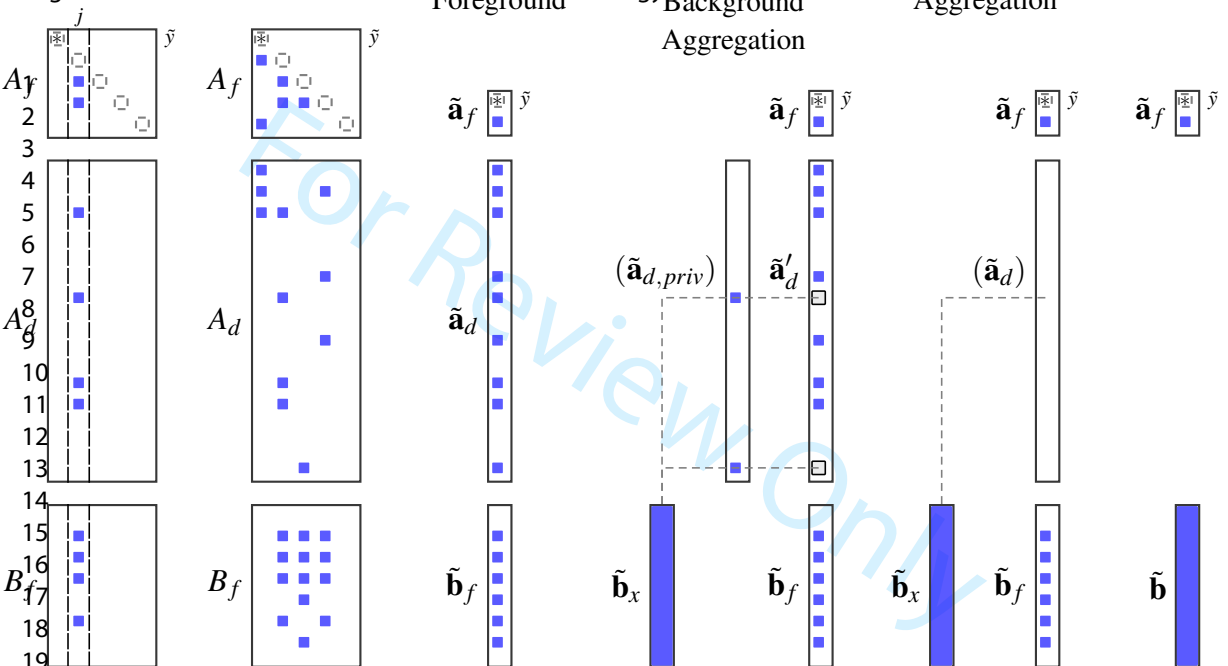 Foreground
Background
Aggregation
Aggregation
j
ỹ
ỹ
A_f
A_f
ã_f
ỹ
ã_f
ỹ
ã_f
ỹ
ã_f
ỹ
2
3
4
5
6
7
(ã_{d,priv})
ã′_d
(ã_d)
8
A_d
A_d
ã_d
9
10
11
12
13
14
15
16
B_f
B_f
b̃_f
b̃_x
b̃_f
b̃_x
b̃_f
b̃
17
18
19
For Review Only